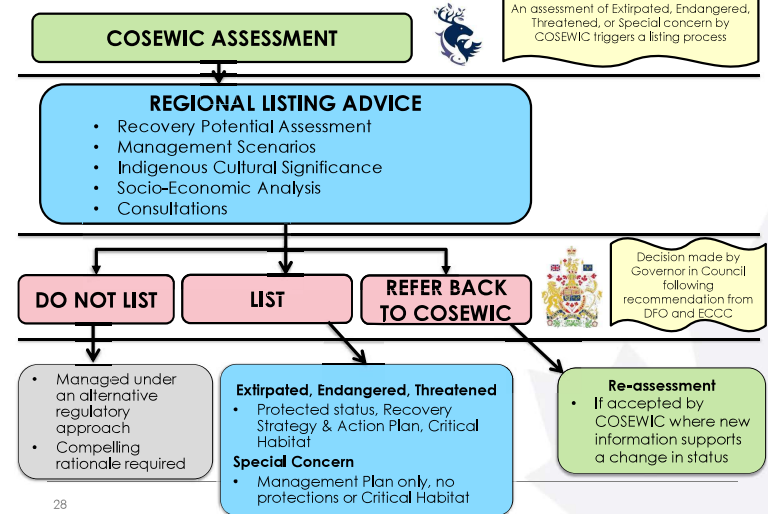 COSEWIC ASSESSMENT
An assessment of Extirpated, Endangered,
Threatened, or Special concern by
COSEWIC triggers a listing process
REGIONAL LISTING ADVICE
• Recovery Potential Assessment
• Management Scenarios
• Indigenous Cultural Significance
• Socio-Economic Analysis
• Consultations
DO NOT LIST
LIST
REFER BACK
TO COSEWIC
Decision made by
Governor in Council
following
recommendation from
DFO and ECCC
• Managed under
an alternative
regulatory
approach
• Compelling
rationale required
Extirpated, Endangered, Threatened
• Protected status, Recovery
Strategy & Action Plan, Critical
Habitat
Special Concern
• Management Plan only, no
protections or Critical Habitat
Re-assessment
• If accepted by
COSEWIC where new
information supports
a change in status
28